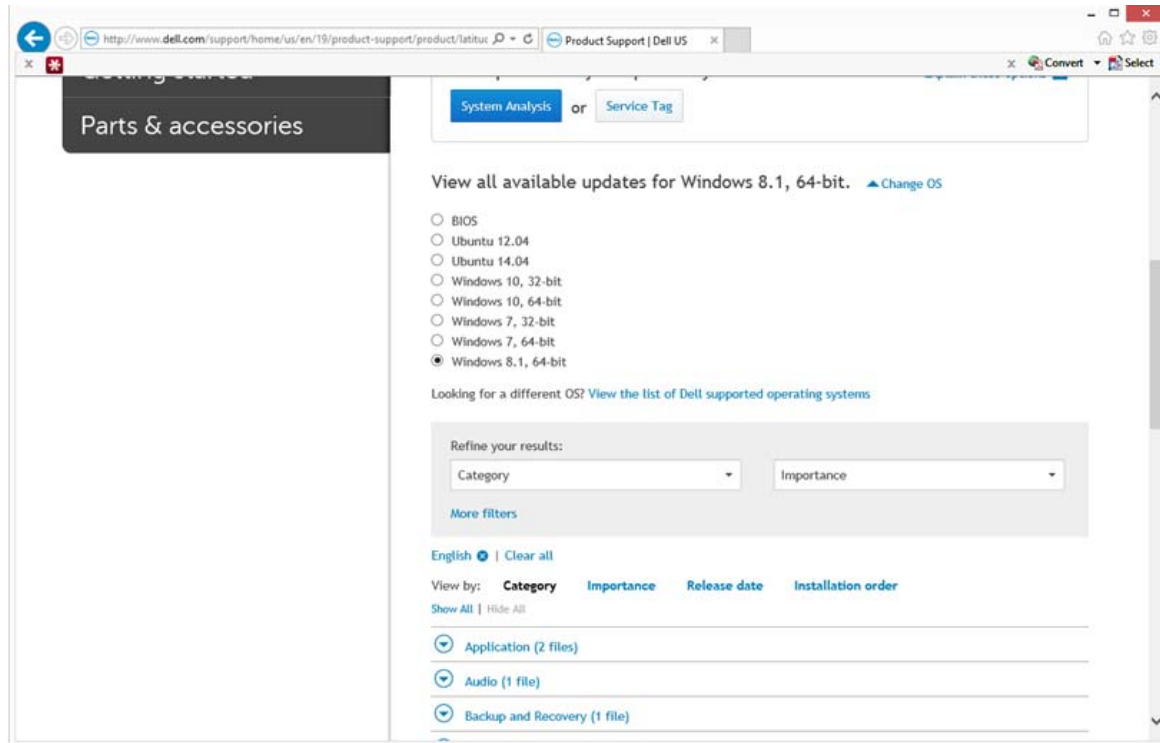 http://www.dell.com/support/home/us/en/19/product-support/product/latituc
Product Support | Dell US
Convert
Select
Getting started
Parts & accessories
System Analysis or Service Tag
View all available updates for Windows 8.1, 64-bit. Change OS
BIOS
Ubuntu 12.04
Ubuntu 14.04
Windows 10, 32-bit
Windows 10, 64-bit
Windows 7, 32-bit
Windows 7, 64-bit
Windows 8.1, 64-bit
Looking for a different OS? View the list of Dell supported operating systems
Refine your results:
Category Importance
More filters
English | Clear all
View by: Category Importance Release date Installation order
Show All | Hide All
Application (2 files)
Audio (1 file)
Backup and Recovery (1 file)